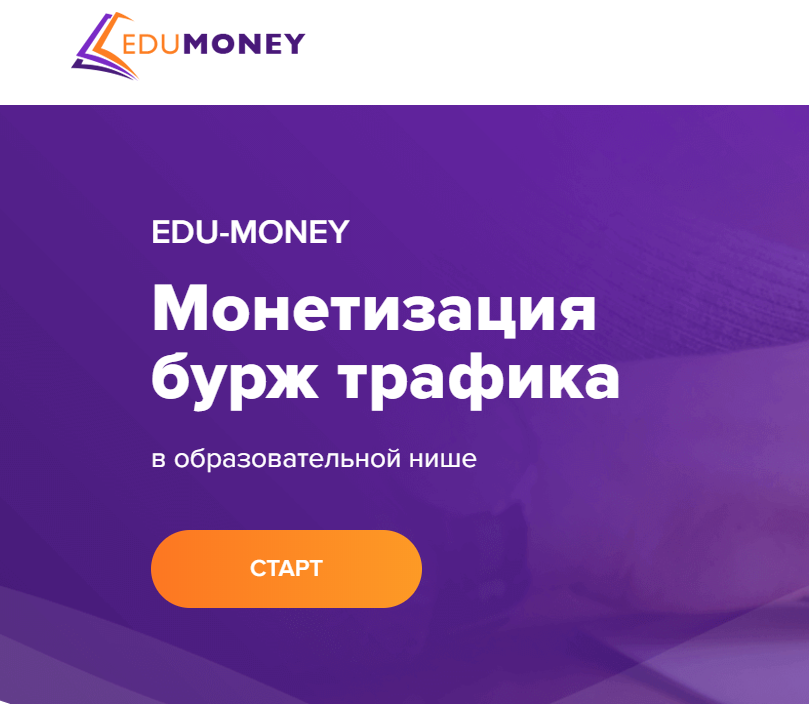 EDUMONEY
EDU-MONEY
Монетизация
бурж трафика
в образовательной нише
СТАРТ